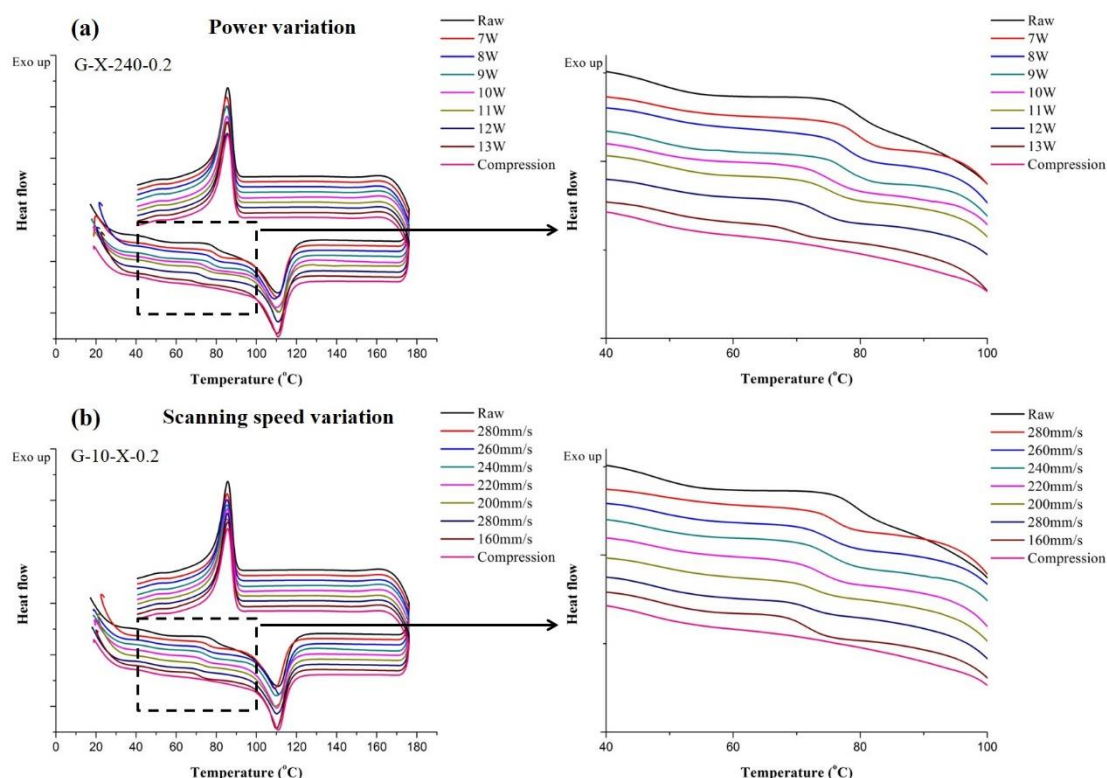 (a)
Power variation
Exo up
G-X-240-0.2
Raw
7W
8W
9W
10W
11W
12W
13W
Compression
Heat flow
0 20 40 60 80 100 120 140 160 180
Temperature (°C)
Raw
7W
8W
9W
10W
11W
12W
13W
Compression
Exo up
Heat flow
40 60 80 100
Temperature (°C)
(b)
Scanning speed variation
Exo up
G-10-X-0.2
Raw
280mm/s
260mm/s
240mm/s
220mm/s
200mm/s
280mm/s
160mm/s
Compression
Heat flow
0 20 40 60 80 100 120 140 160 180
Temperature (°C)
Raw
280mm/s
260mm/s
240mm/s
220mm/s
200mm/s
280mm/s
160mm/s
Compression
Exo up
Heat flow
40 60 80 100
Temperature (°C)